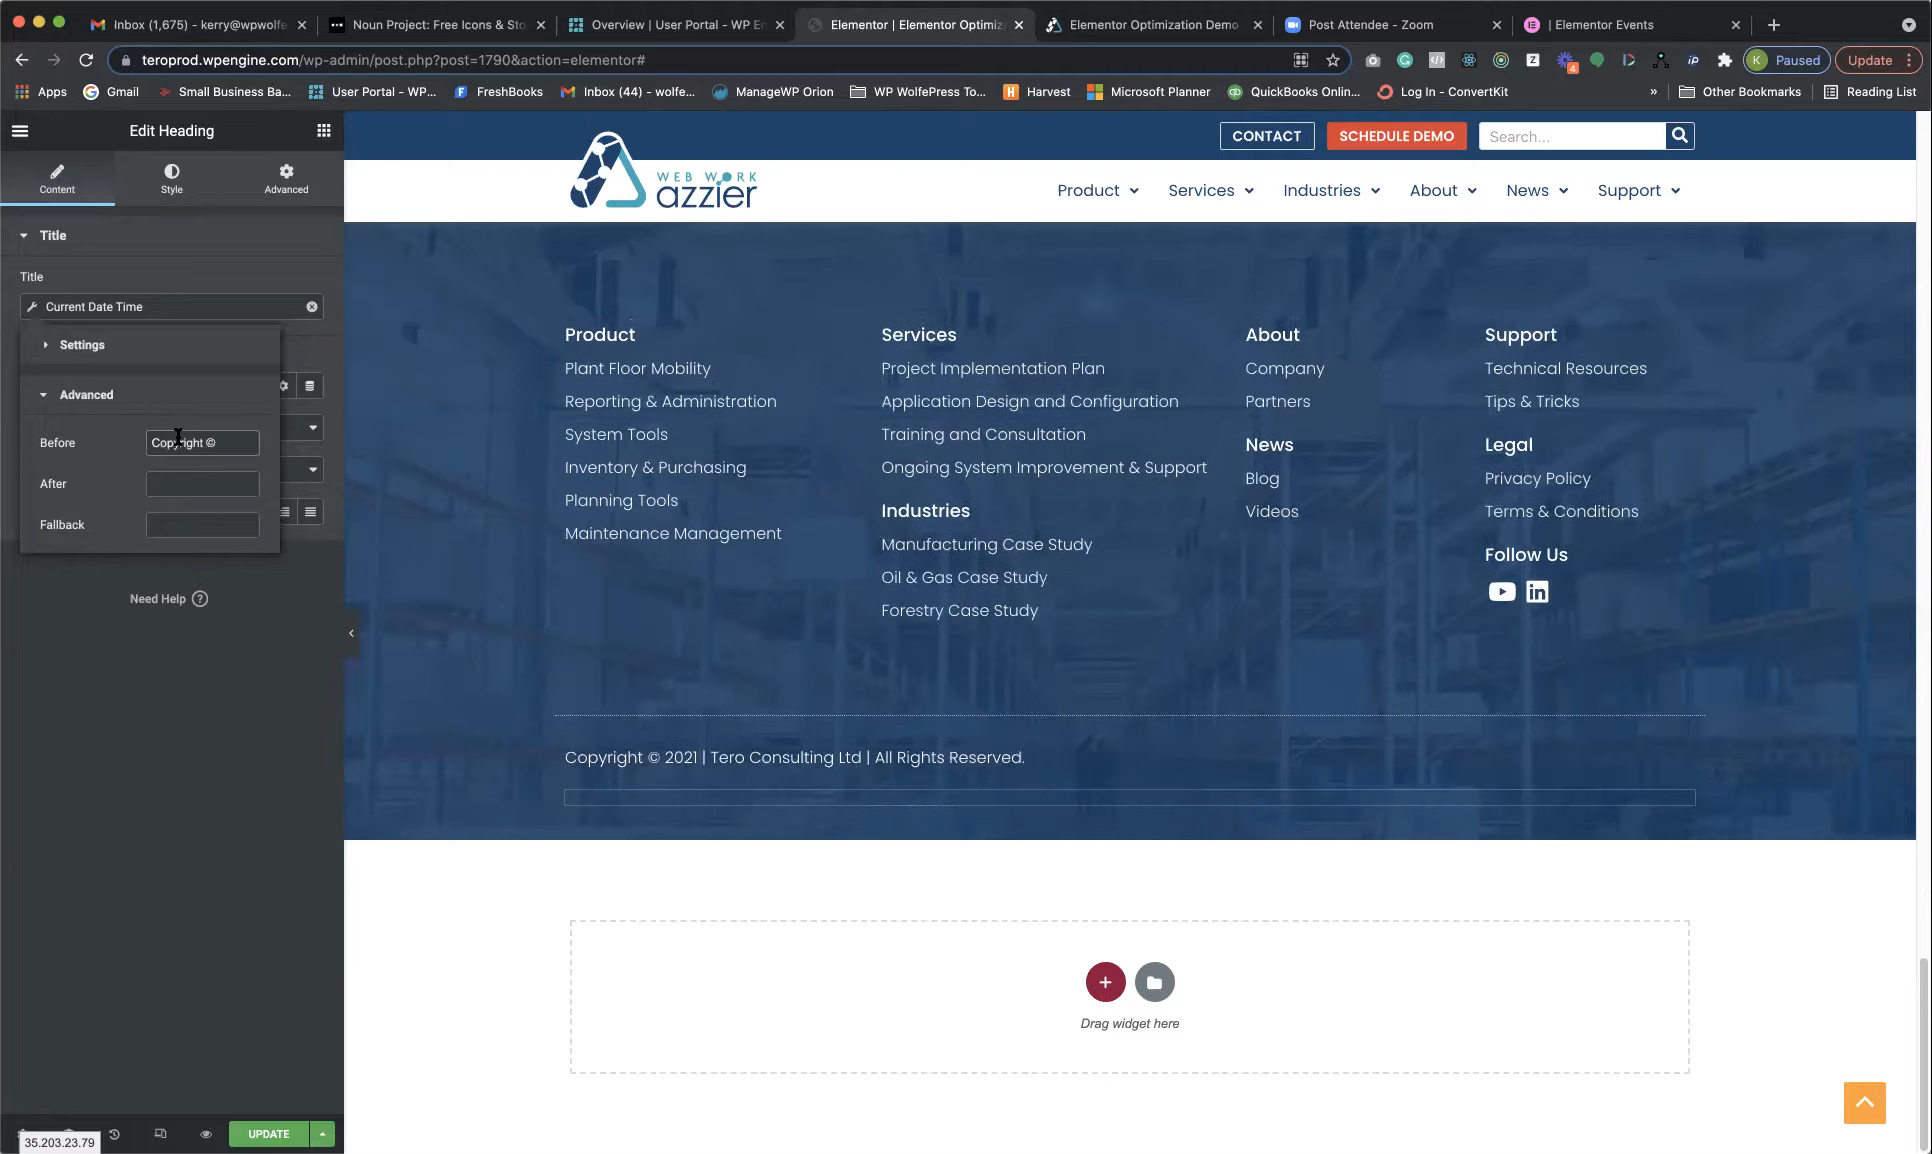 Inbox (1,675) - kerry@wpwolfe
Noun Project: Free Icons & Sto
Overview | User Portal - WP En
Elementor | Elementor Optimiz
Elementor Optimization Demo
Post Attendee - Zoom
| Elementor Events
teroprod.wpengine.com/wp-admin/post.php?post=1790&action=elementor#
4
K Paused
Update
Apps
Gmail
Small Business Ba...
User Portal - WP...
FreshBooks
Inbox (44) - wolfe...
ManageWP Orion
WP WolfePress To...
Harvest
Microsoft Planner
QuickBooks Onlin...
Log In - ConvertKit
»
Other Bookmarks
Reading List
Edit Heading
Content
Style
Advanced
Title
Title
Current Date Time
Settings
Advanced
Before
Copyright ©
After
Fallback
Need Help ?
UPDATE
35.203.23.79
CONTACT
SCHEDULE DEMO
Search...
WEB WORK
azzier
Product
Services
Industries
About
News
Support
Product
Plant Floor Mobility
Reporting & Administration
System Tools
Inventory & Purchasing
Planning Tools
Maintenance Management
Services
Project Implementation Plan
Application Design and Configuration
Training and Consultation
Ongoing System Improvement & Support
Industries
Manufacturing Case Study
Oil & Gas Case Study
Forestry Case Study
About
Company
Partners
News
Blog
Videos
Support
Technical Resources
Tips & Tricks
Legal
Privacy Policy
Terms & Conditions
Follow Us
Copyright © 2021 | Tero Consulting Ltd | All Rights Reserved.
Drag widget here